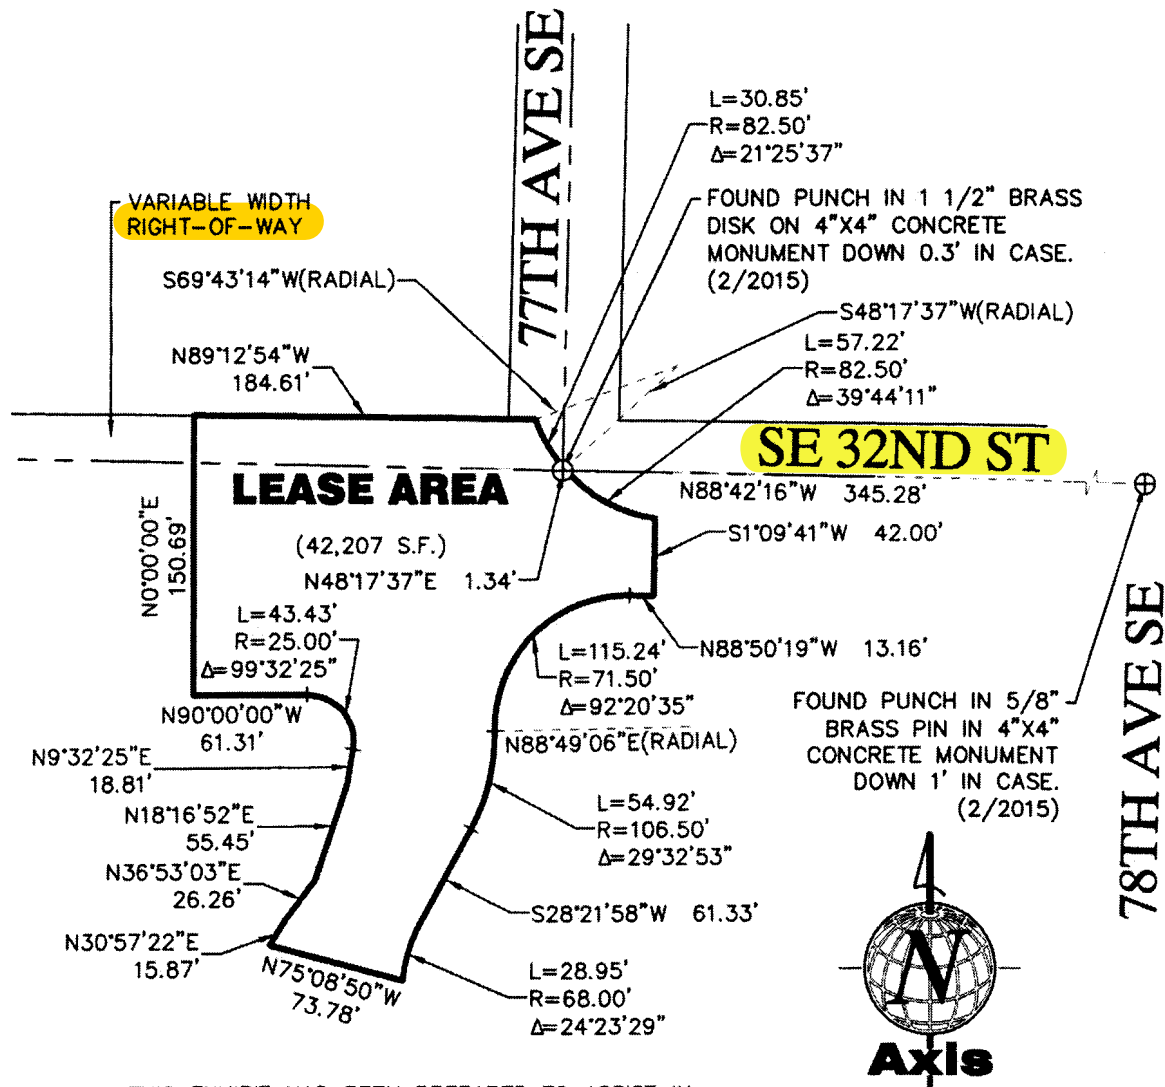 77TH AVE SE
L=30.85'
R=82.50'
Δ=21°25'37"
VARIABLE WIDTH
RIGHT-OF-WAY
FOUND PUNCH IN 1 1/2" BRASS
DISK ON 4"X4" CONCRETE
MONUMENT DOWN 0.3' IN CASE.
(2/2015)
S69°43'14"W(RADIAL)
S48°17'37"W(RADIAL)
L=57.22'
R=82.50'
Δ=39°44'11"
N89°12'54"W
184.61'
SE 32ND ST
LEASE AREA
(42,207 S.F.)
N88°42'16"W 345.28'
S1°09'41"W 42.00'
N48°17'37"E 1.34'
N0°00'00"E
150.69'
L=43.43'
R=25.00'
Δ=99°32'25"
L=115.24'
R=71.50'
Δ=92°20'35"
N88°50'19"W 13.16'
N90°00'00"W
61.31'
N88°49'06"E(RADIAL)
FOUND PUNCH IN 5/8"
BRASS PIN IN 4"X4"
CONCRETE MONUMENT
DOWN 1' IN CASE.
(2/2015)
78TH AVE SE
N9°32'25"E
18.81'
N18°16'52"E
55.45'
L=54.92'
R=106.50'
Δ=29°32'53"
N36°53'03"E
26.26'
S28°21'58"W 61.33'
N30°57'22"E
15.87'
N75°08'50"W
73.78'
L=28.95'
R=68.00'
Δ=24°23'29"
N
Axis